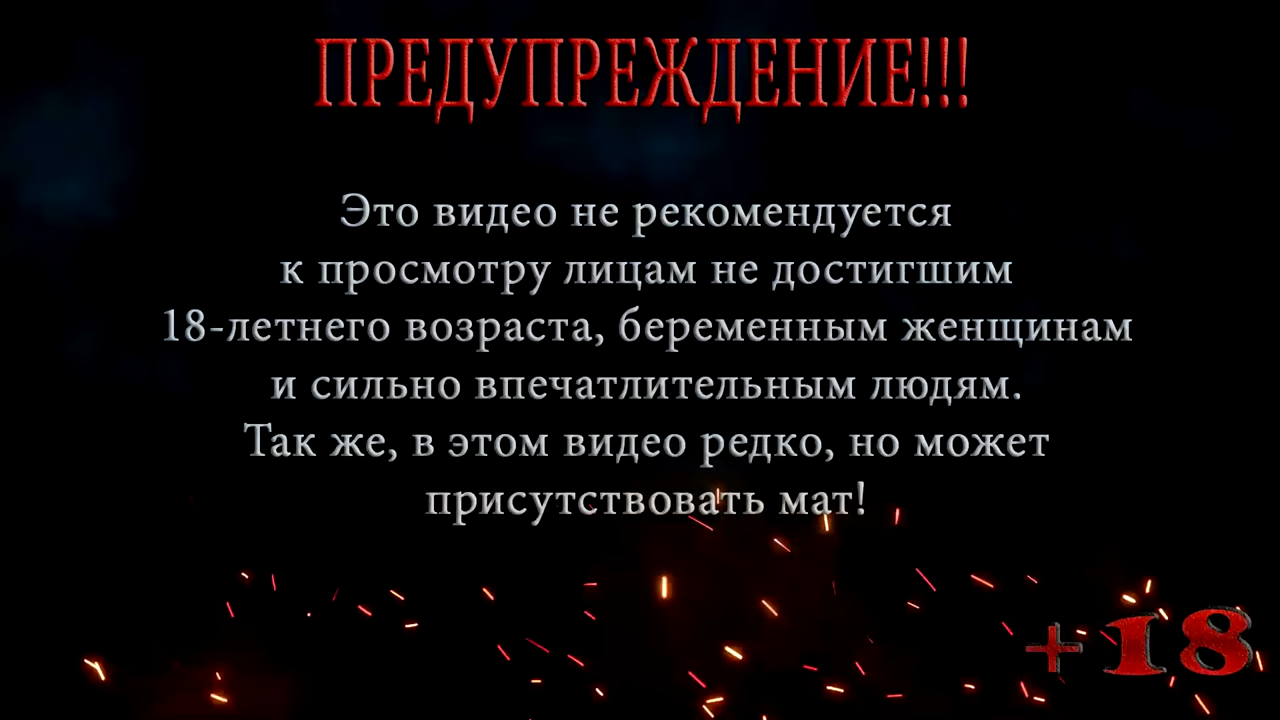 ПРЕДУПРЕЖДЕНИЕ!!!
Это видео не рекомендуется
к просмотру лицам не достигшим
18-летнего возраста, беременным женщинам
и сильно впечатлительным людям.
Так же, в этом видео редко, но может
присутствовать мат!
+18